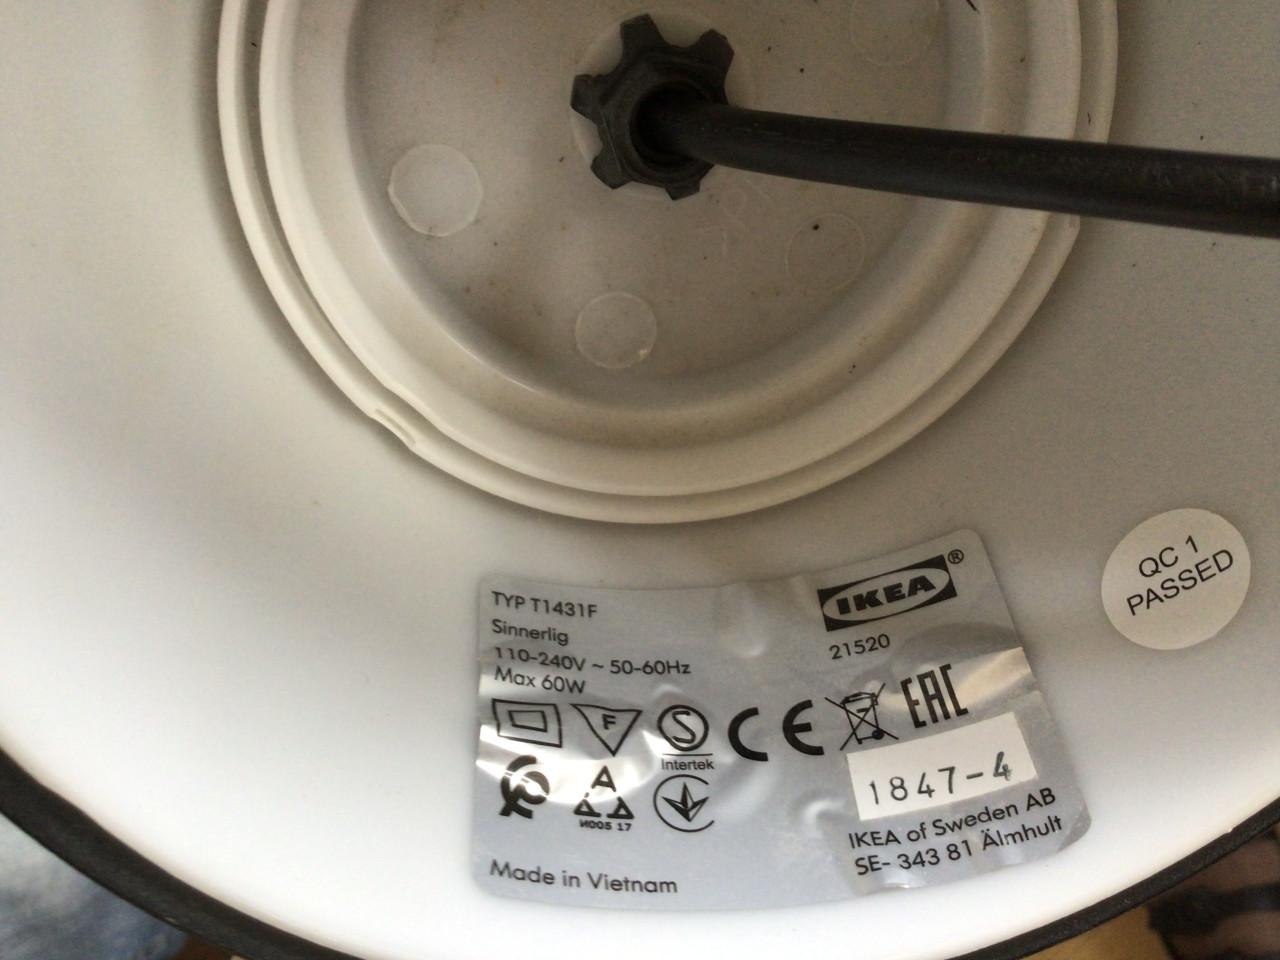 TYP T1431F
Sinnerlig
110-240V ~ 50-60Hz
Max 60W
IKEA®
21520
F
S
Intertek
CE
EAC
A
И005 17
1847-4
IKEA of Sweden AB
SE- 343 81 Älmhult
Made in Vietnam
QC 1
PASSED